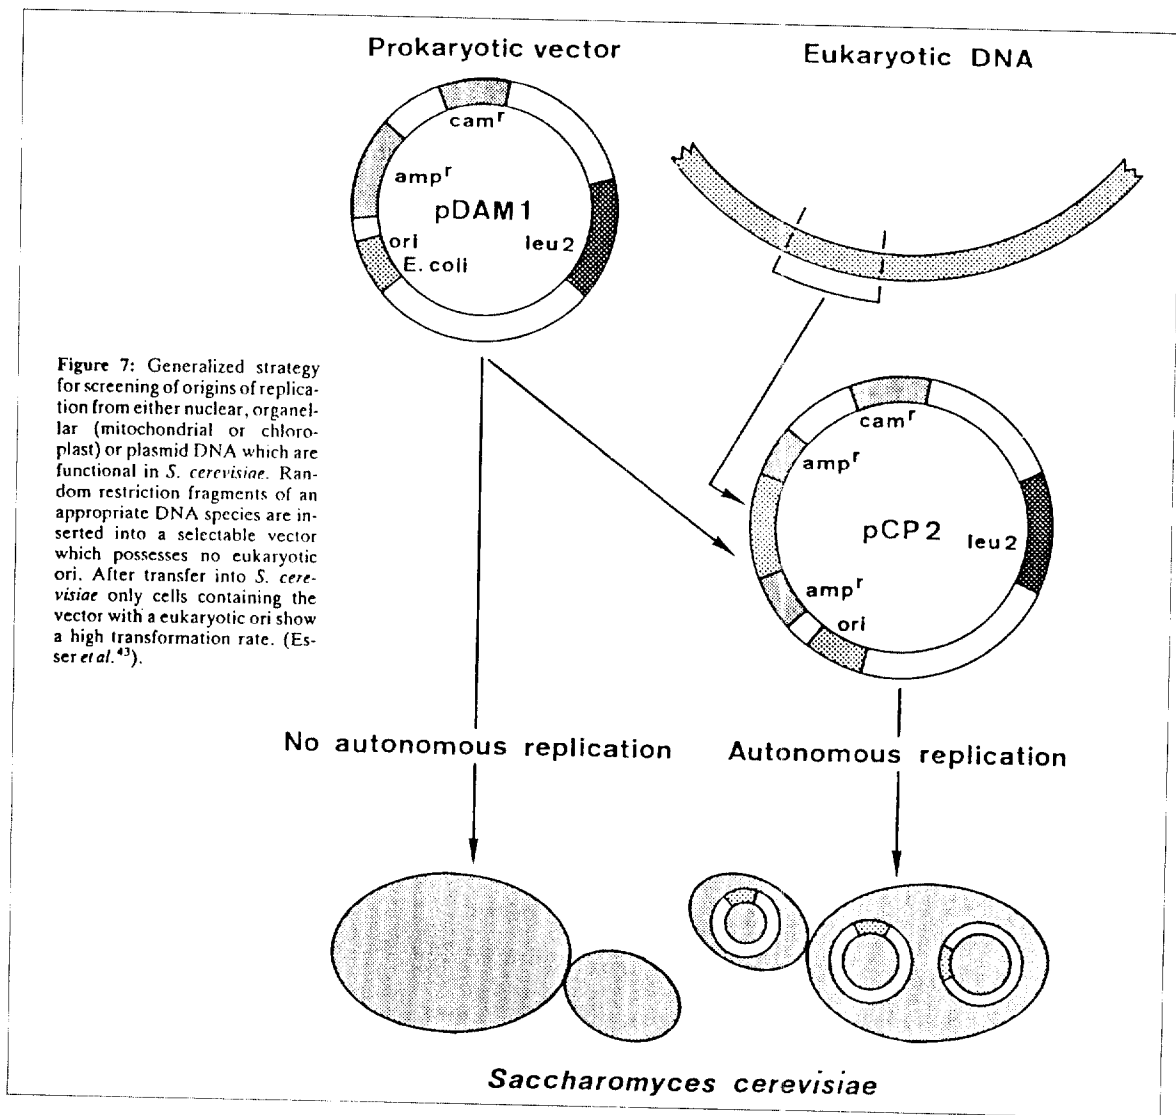 Prokaryotic vector
Eukaryotic DNA
cam^r
amp^r
pDAM1
ori
E. coli
leu2
Figure 7: Generalized strategy
for screening of origins of replica-
tion from either nuclear, organel-
lar (mitochondrial or chloro-
plast) or plasmid DNA which are
functional in S. cerevisiae. Ran-
dom restriction fragments of an
appropriate DNA species are in-
serted into a selectable vector
which possesses no eukaryotic
ori. After transfer into S. cere-
visiae only cells containing the
vector with a eukaryotic ori show
a high transformation rate. (Es-
ser et al.⁴³).
cam^r
amp^r
pCP2
leu2
amp^r
ori
No autonomous replication
Autonomous replication
Saccharomyces cerevisiae